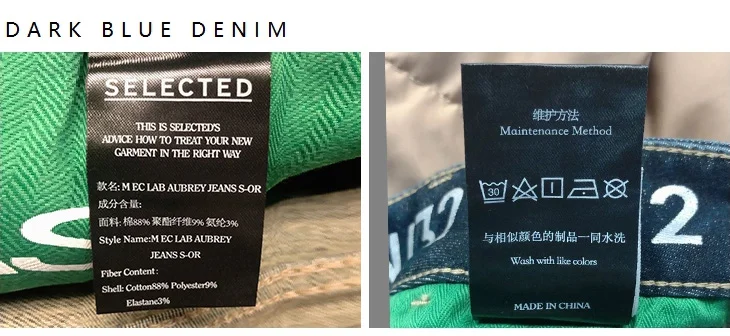 DARK BLUE DENIM
SELECTED
THIS IS SELECTED'S
ADVICE HOW TO TREAT YOUR NEW
GARMENT IN THE RIGHT WAY
款名: M EC LAB AUBREY JEANS S-OR
成分含量:
面料: 棉88% 聚酯纤维9% 氨纶3%
Style Name:M EC LAB AUBREY
JEANS S-OR
Fiber Content:
Shell: Cotton88% Polyester9%
Elastane3%
维护方法
Maintenance Method
30
与相似颜色的制品一同水洗
Wash with like colors
MADE IN CHINA
2